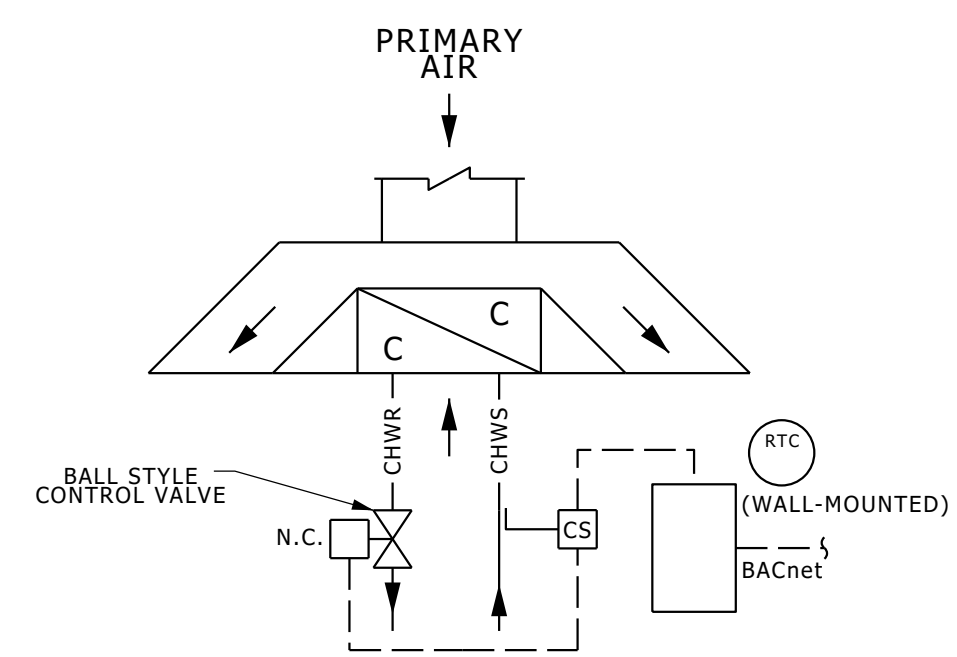 PRIMARY
AIR
C
C
CHWR
CHWS
RTC
(WALL-MOUNTED)
BALL STYLE
CONTROL VALVE
N.C.
CS
BACnet